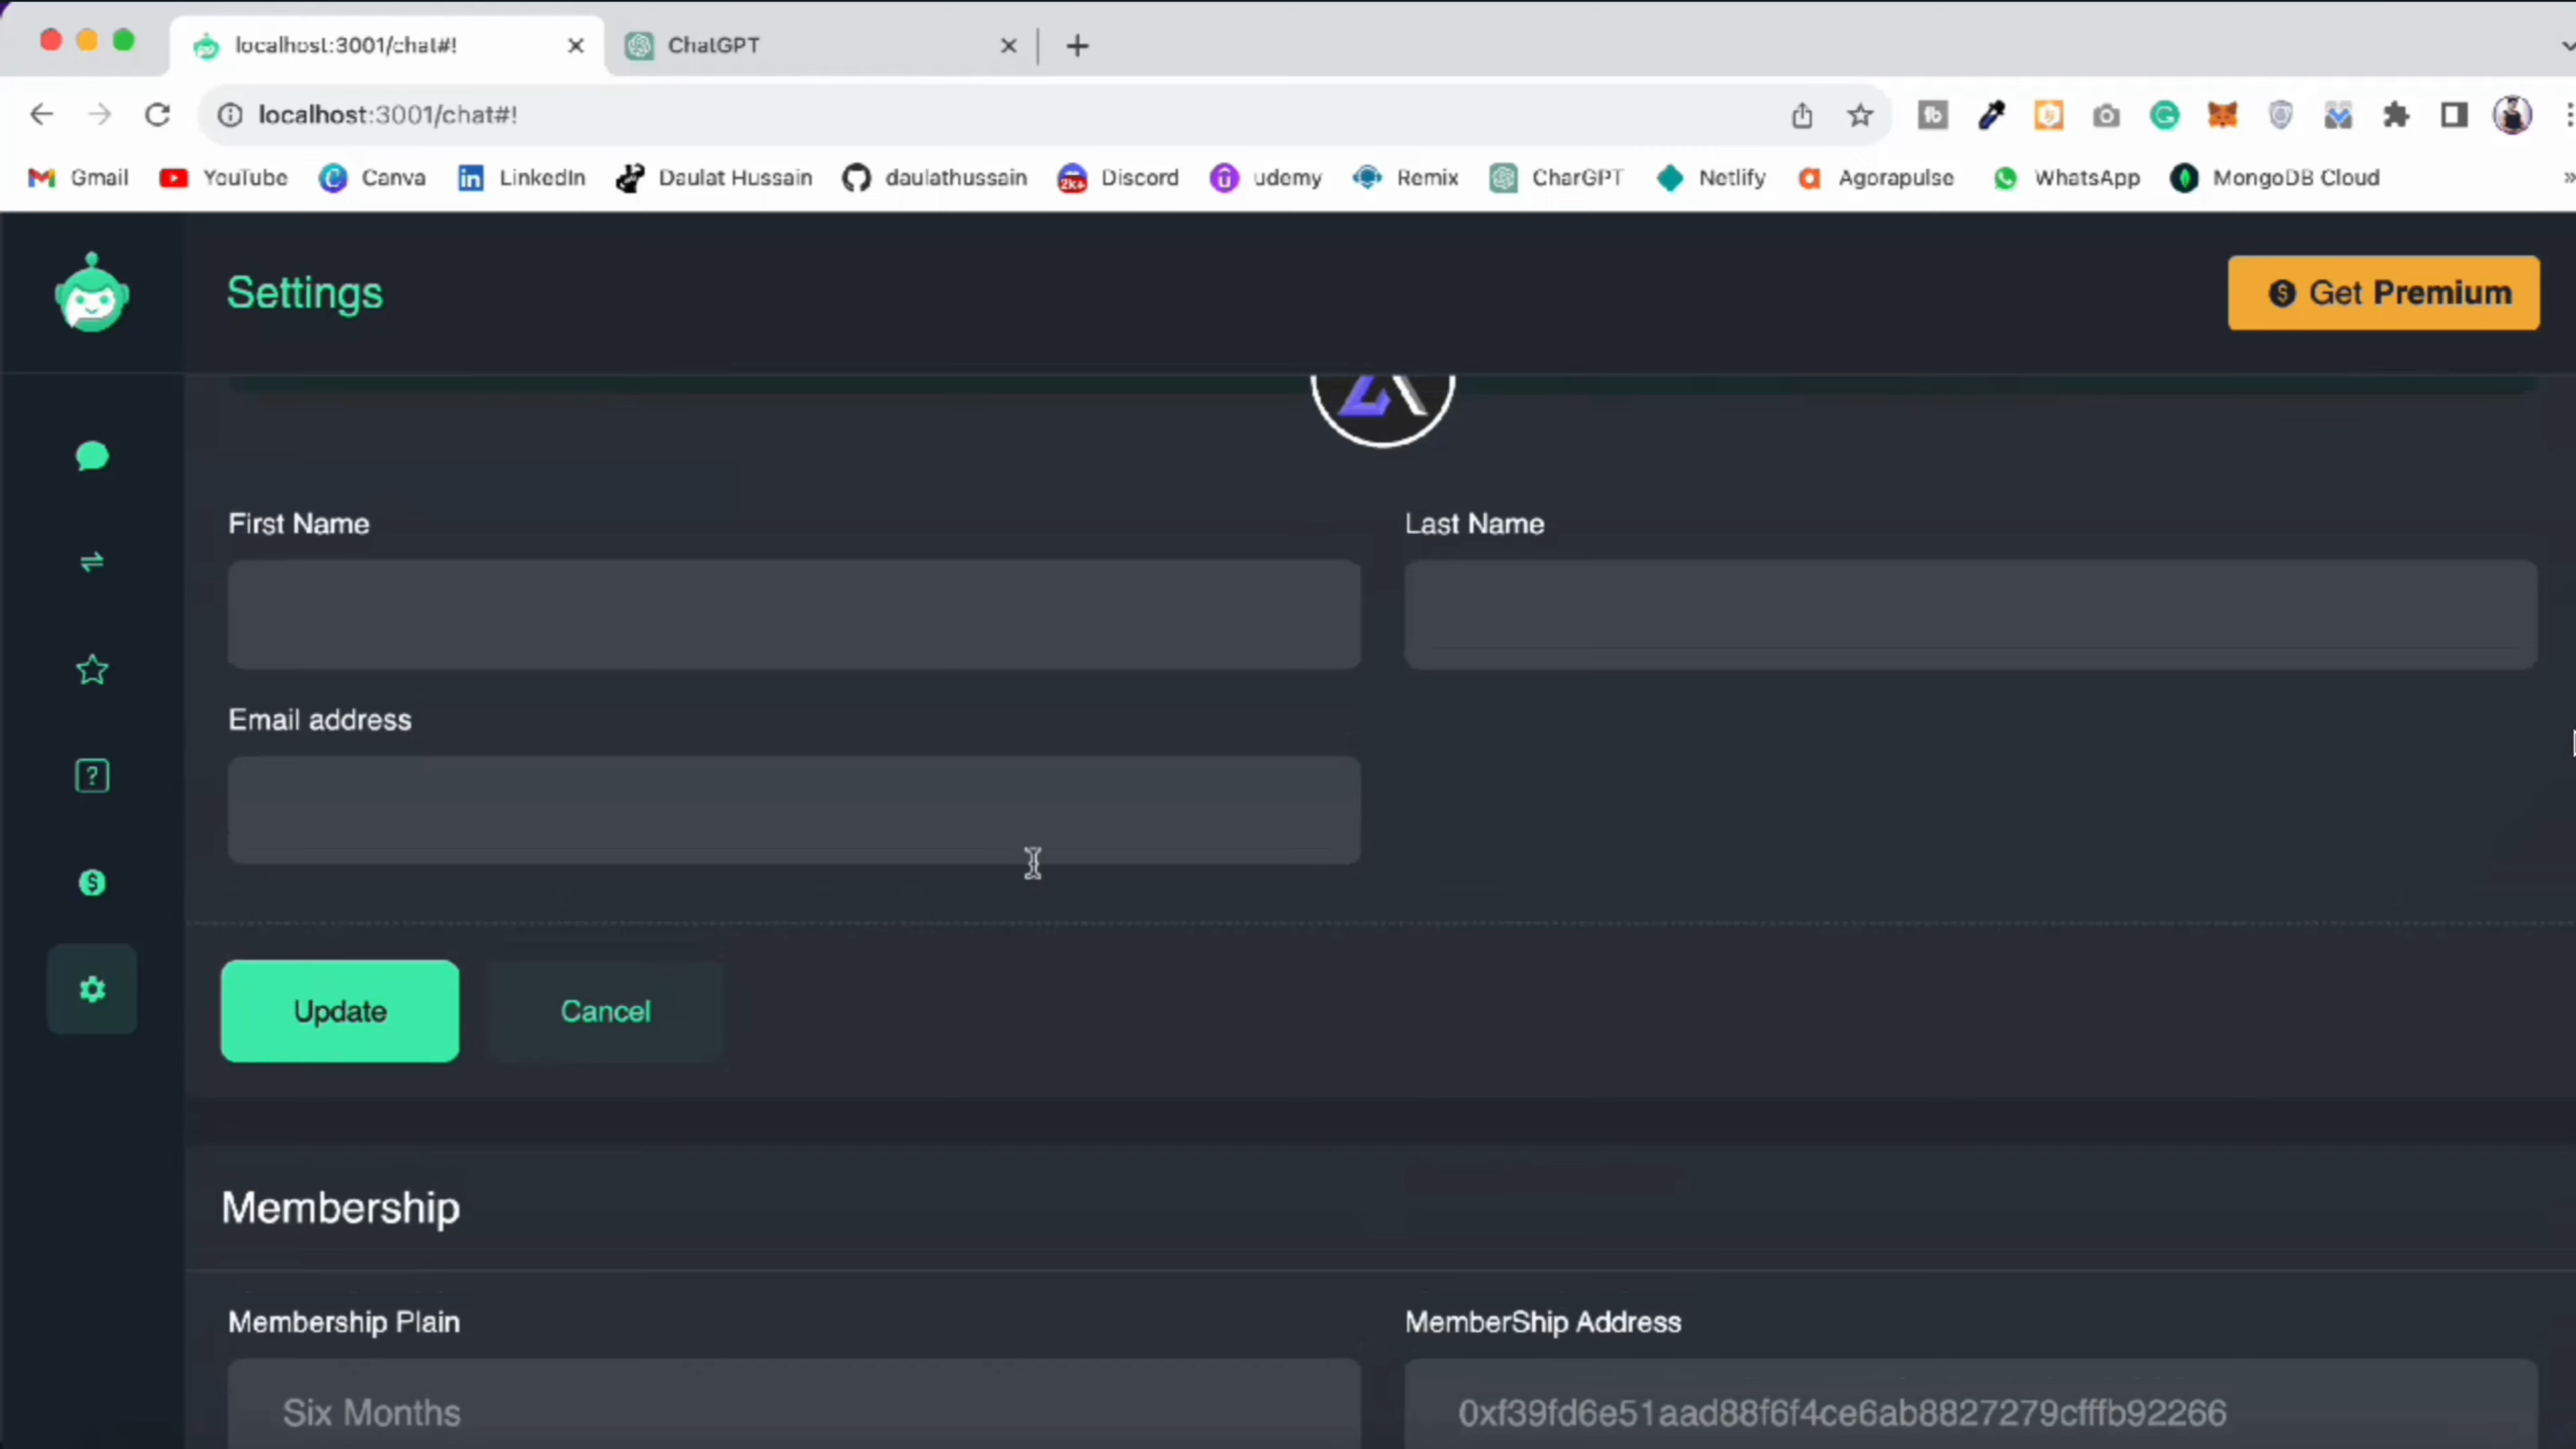 localhost:3001/chat#!
ChatGPT
localhost:3001/chat#!
Gmail YouTube Canva LinkedIn Daulat Hussain daulathussain 2k+ Discord udemy Remix CharGPT Netlify Agorapulse WhatsApp MongoDB Cloud »
Settings
$ Get Premium
First Name
Last Name
Email address
?
$
Update
Cancel
Membership
Membership Plain
MemberShip Address
Six Months
0xf39fd6e51aad88f6f4ce6ab8827279cfffb92266